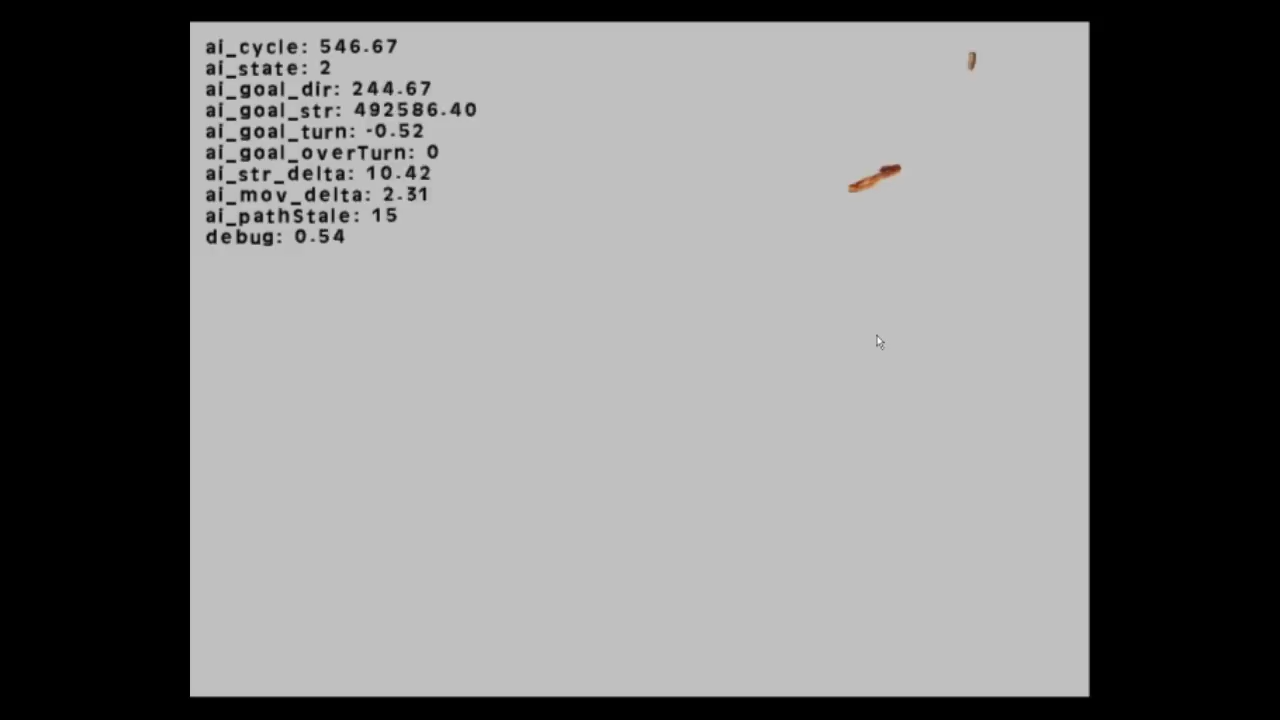 ai_cycle: 546.67
ai_state: 2
ai_goal_dir: 244.67
ai_goal_str: 492586.40
ai_goal_turn: -0.52
ai_goal_overTurn: 0
ai_str_delta: 10.42
ai_mov_delta: 2.31
ai_pathStale: 15
debug: 0.54